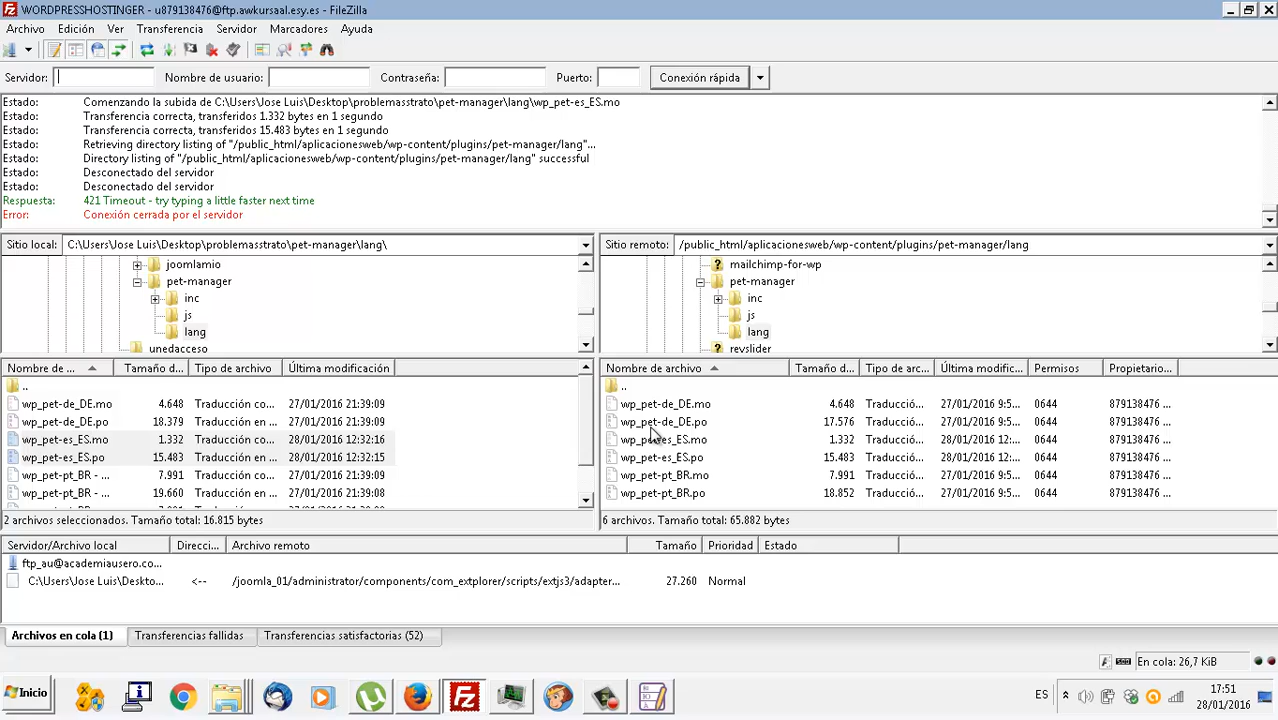 WORDPRESSHOSTINGER - u879138476@ftp.awkursaal.esy.es - FileZilla
Archivo Edición Ver Transferencia Servidor Marcadores Ayuda
Servidor: Nombre de usuario: Contraseña: Puerto: Conexión rápida
Estado: Comenzando la subida de C:\Users\Jose Luis\Desktop\problemasstrato\pet-manager\lang\wp_pet-es_ES.mo
Estado: Transferencia correcta, transferidos 1.332 bytes en 1 segundo
Estado: Transferencia correcta, transferidos 15.483 bytes en 1 segundo
Estado: Retrieving directory listing of "/public_html/aplicacionesweb/wp-content/plugins/pet-manager/lang"...
Estado: Directory listing of "/public_html/aplicacionesweb/wp-content/plugins/pet-manager/lang" successful
Estado: Desconectado del servidor
Estado: Desconectado del servidor
Respuesta: 421 Timeout - try typing a little faster next time
Error: Conexión cerrada por el servidor
Sitio local: C:\Users\Jose Luis\Desktop\problemasstrato\pet-manager\lang\
joomlamio
pet-manager
inc
js
lang
unedacceso
Sitio remoto: /public_html/aplicacionesweb/wp-content/plugins/pet-manager/lang
mailchimp-for-wp
pet-manager
inc
js
lang
revslider
Nombre de ... Tamaño d... Tipo de archivo Última modificación
..
wp_pet-de_DE.mo 4.648 Traducción co... 27/01/2016 21:39:09
wp_pet-de_DE.po 18.379 Traducción en ... 27/01/2016 21:39:09
wp_pet-es_ES.mo 1.332 Traducción co... 28/01/2016 12:32:16
wp_pet-es_ES.po 15.483 Traducción en ... 28/01/2016 12:32:15
wp_pet-pt_BR - ... 7.991 Traducción co... 27/01/2016 21:39:09
wp_pet-pt_BR - ... 19.660 Traducción en ... 27/01/2016 21:39:08
2 archivos seleccionados. Tamaño total: 16.815 bytes
Nombre de archivo Tamaño d... Tipo de arc... Última modific... Permisos Propietario...
..
wp_pet-de_DE.mo 4.648 Traducció... 27/01/2016 9:5... 0644 879138476 ...
wp_pet-de_DE.po 17.576 Traducció... 27/01/2016 9:5... 0644 879138476 ...
wp_pet-es_ES.mo 1.332 Traducció... 28/01/2016 12:... 0644 879138476 ...
wp_pet-es_ES.po 15.483 Traducció... 28/01/2016 12:... 0644 879138476 ...
wp_pet-pt_BR.mo 7.991 Traducció... 27/01/2016 9:5... 0644 879138476 ...
wp_pet-pt_BR.po 18.852 Traducció... 27/01/2016 9:5... 0644 879138476 ...
6 archivos. Tamaño total: 65.882 bytes
Servidor/Archivo local Direcci... Archivo remoto Tamaño Prioridad Estado
ftp_au@academiausero.co...
C:\Users\Jose Luis\Deskto... <-- /joomla_01/administrator/components/com_extplorer/scripts/extjs3/adapter... 27.260 Normal
Archivos en cola (1) Transferencias fallidas Transferencias satisfactorias (52)
En cola: 26,7 KiB
Inicio
ES
17:51
28/01/2016